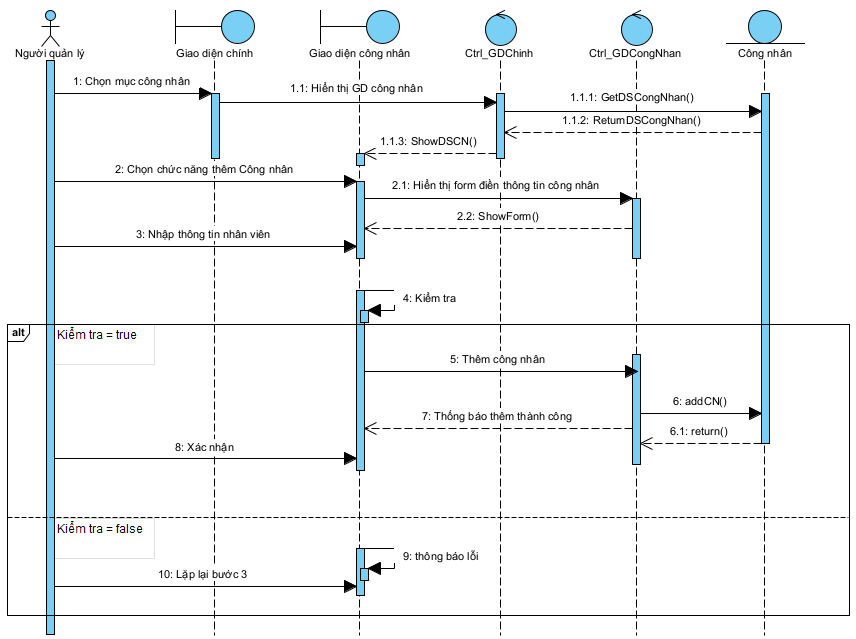 Người quản lý
Giao diện chính
Giao diện công nhân
Ctrl_GDChinh
Ctrl_GDCongNhan
Công nhân
1: Chọn mục công nhân
1.1: Hiển thị GD công nhân
1.1.1: GetDSCongNhan()
1.1.2: ReturnDSCongNhan()
1.1.3: ShowDSCN()
2: Chọn chức năng thêm Công nhân
2.1: Hiển thị form điền thông tin công nhân
2.2: ShowForm()
3: Nhập thông tin nhân viên
4: Kiểm tra
alt
Kiểm tra = true
5: Thêm công nhân
6: addCN()
7: Thống báo thêm thành công
6.1: return()
8: Xác nhận
Kiểm tra = false
9: thông báo lỗi
10: Lặp lại bước 3